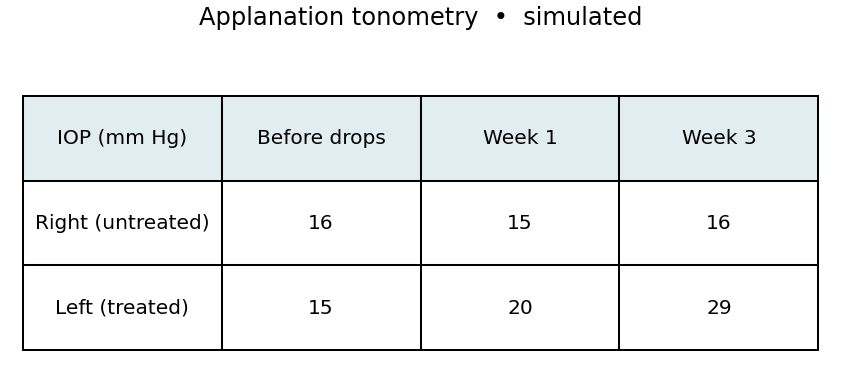 Applanation tonometry • simulated
IOP (mm Hg) Before drops Week 1 Week 3
Right (untreated) 16 15 16
Left (treated) 15 20 29